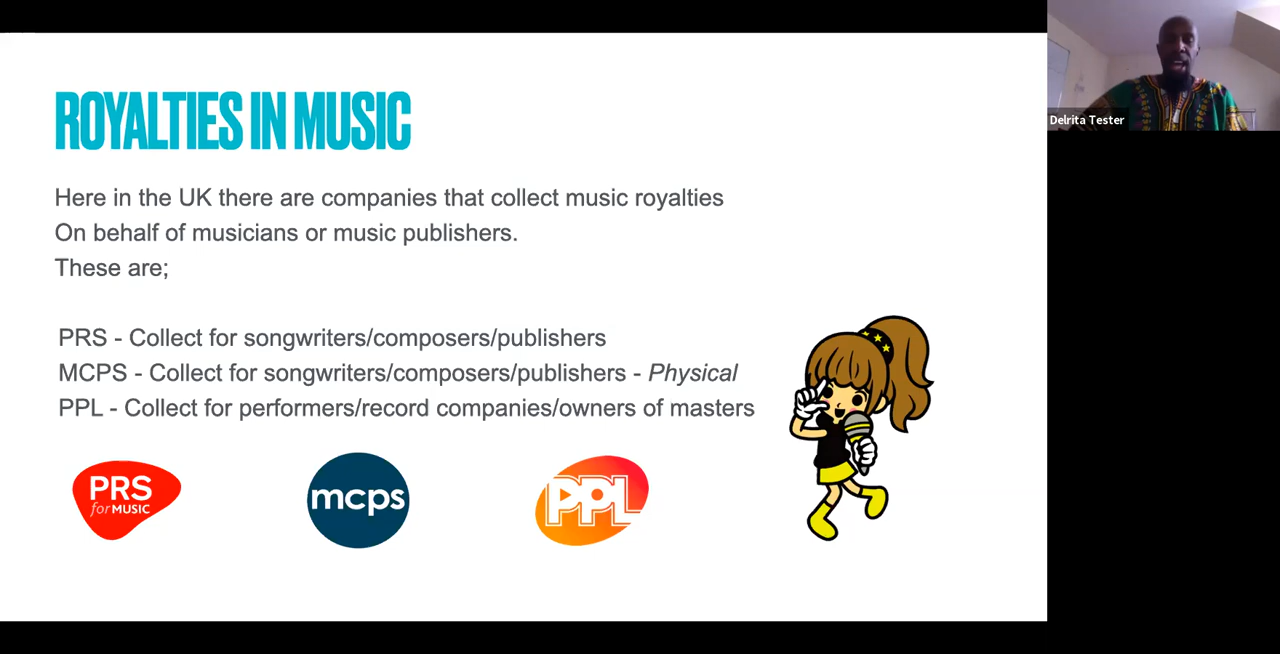 ROYALTIES IN MUSIC
Here in the UK there are companies that collect music royalties
On behalf of musicians or music publishers.
These are;
PRS - Collect for songwriters/composers/publishers
MCPS - Collect for songwriters/composers/publishers - Physical
PPL - Collect for performers/record companies/owners of masters
PRS
for MUSIC
mcps
PPL
Delrita Tester